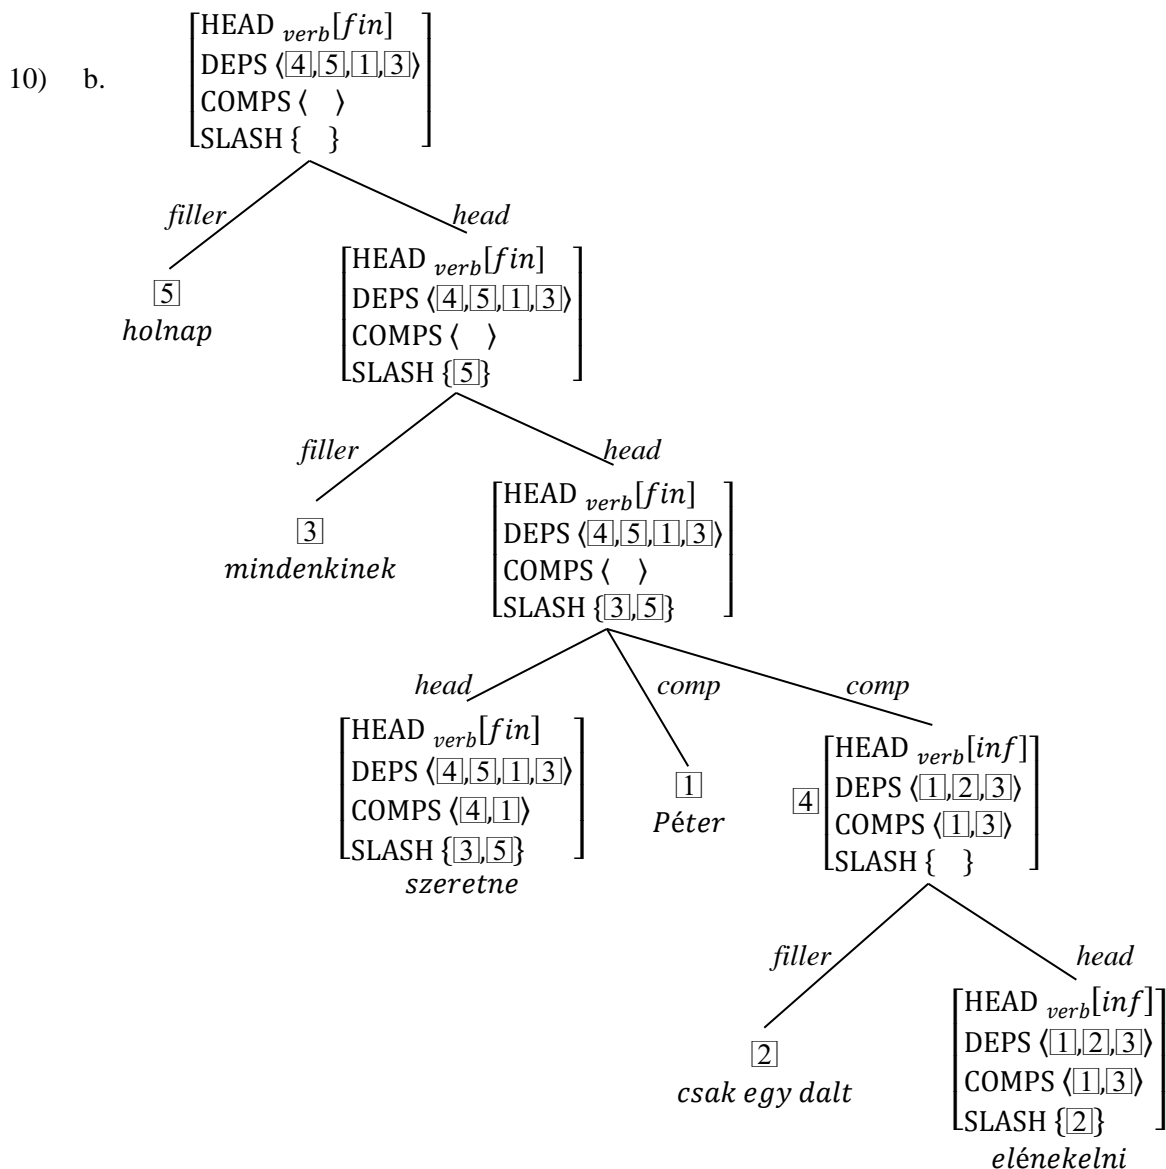 10) b.
[HEAD verb[fin]
DEPS ⟨4,5,1,3⟩
COMPS ⟨ ⟩
SLASH { }]
filler head
5
holnap
[HEAD verb[fin]
DEPS ⟨4,5,1,3⟩
COMPS ⟨ ⟩
SLASH {5}]
filler head
3
mindenkinek
[HEAD verb[fin]
DEPS ⟨4,5,1,3⟩
COMPS ⟨ ⟩
SLASH {3,5}]
head comp comp
[HEAD verb[fin]
DEPS ⟨4,5,1,3⟩
COMPS ⟨4,1⟩
SLASH {3,5}]
szeretne
1
Péter
4
[HEAD verb[inf]
DEPS ⟨1,2,3⟩
COMPS ⟨1,3⟩
SLASH { }]
filler head
2
csak egy dalt
[HEAD verb[inf]
DEPS ⟨1,2,3⟩
COMPS ⟨1,3⟩
SLASH {2}]
elénekelni